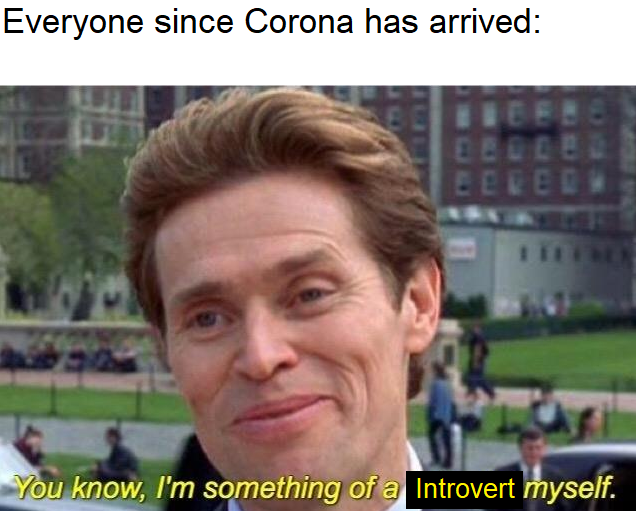 Everyone since Corona has arrived:
You know, I'm something of a Introvert myself.